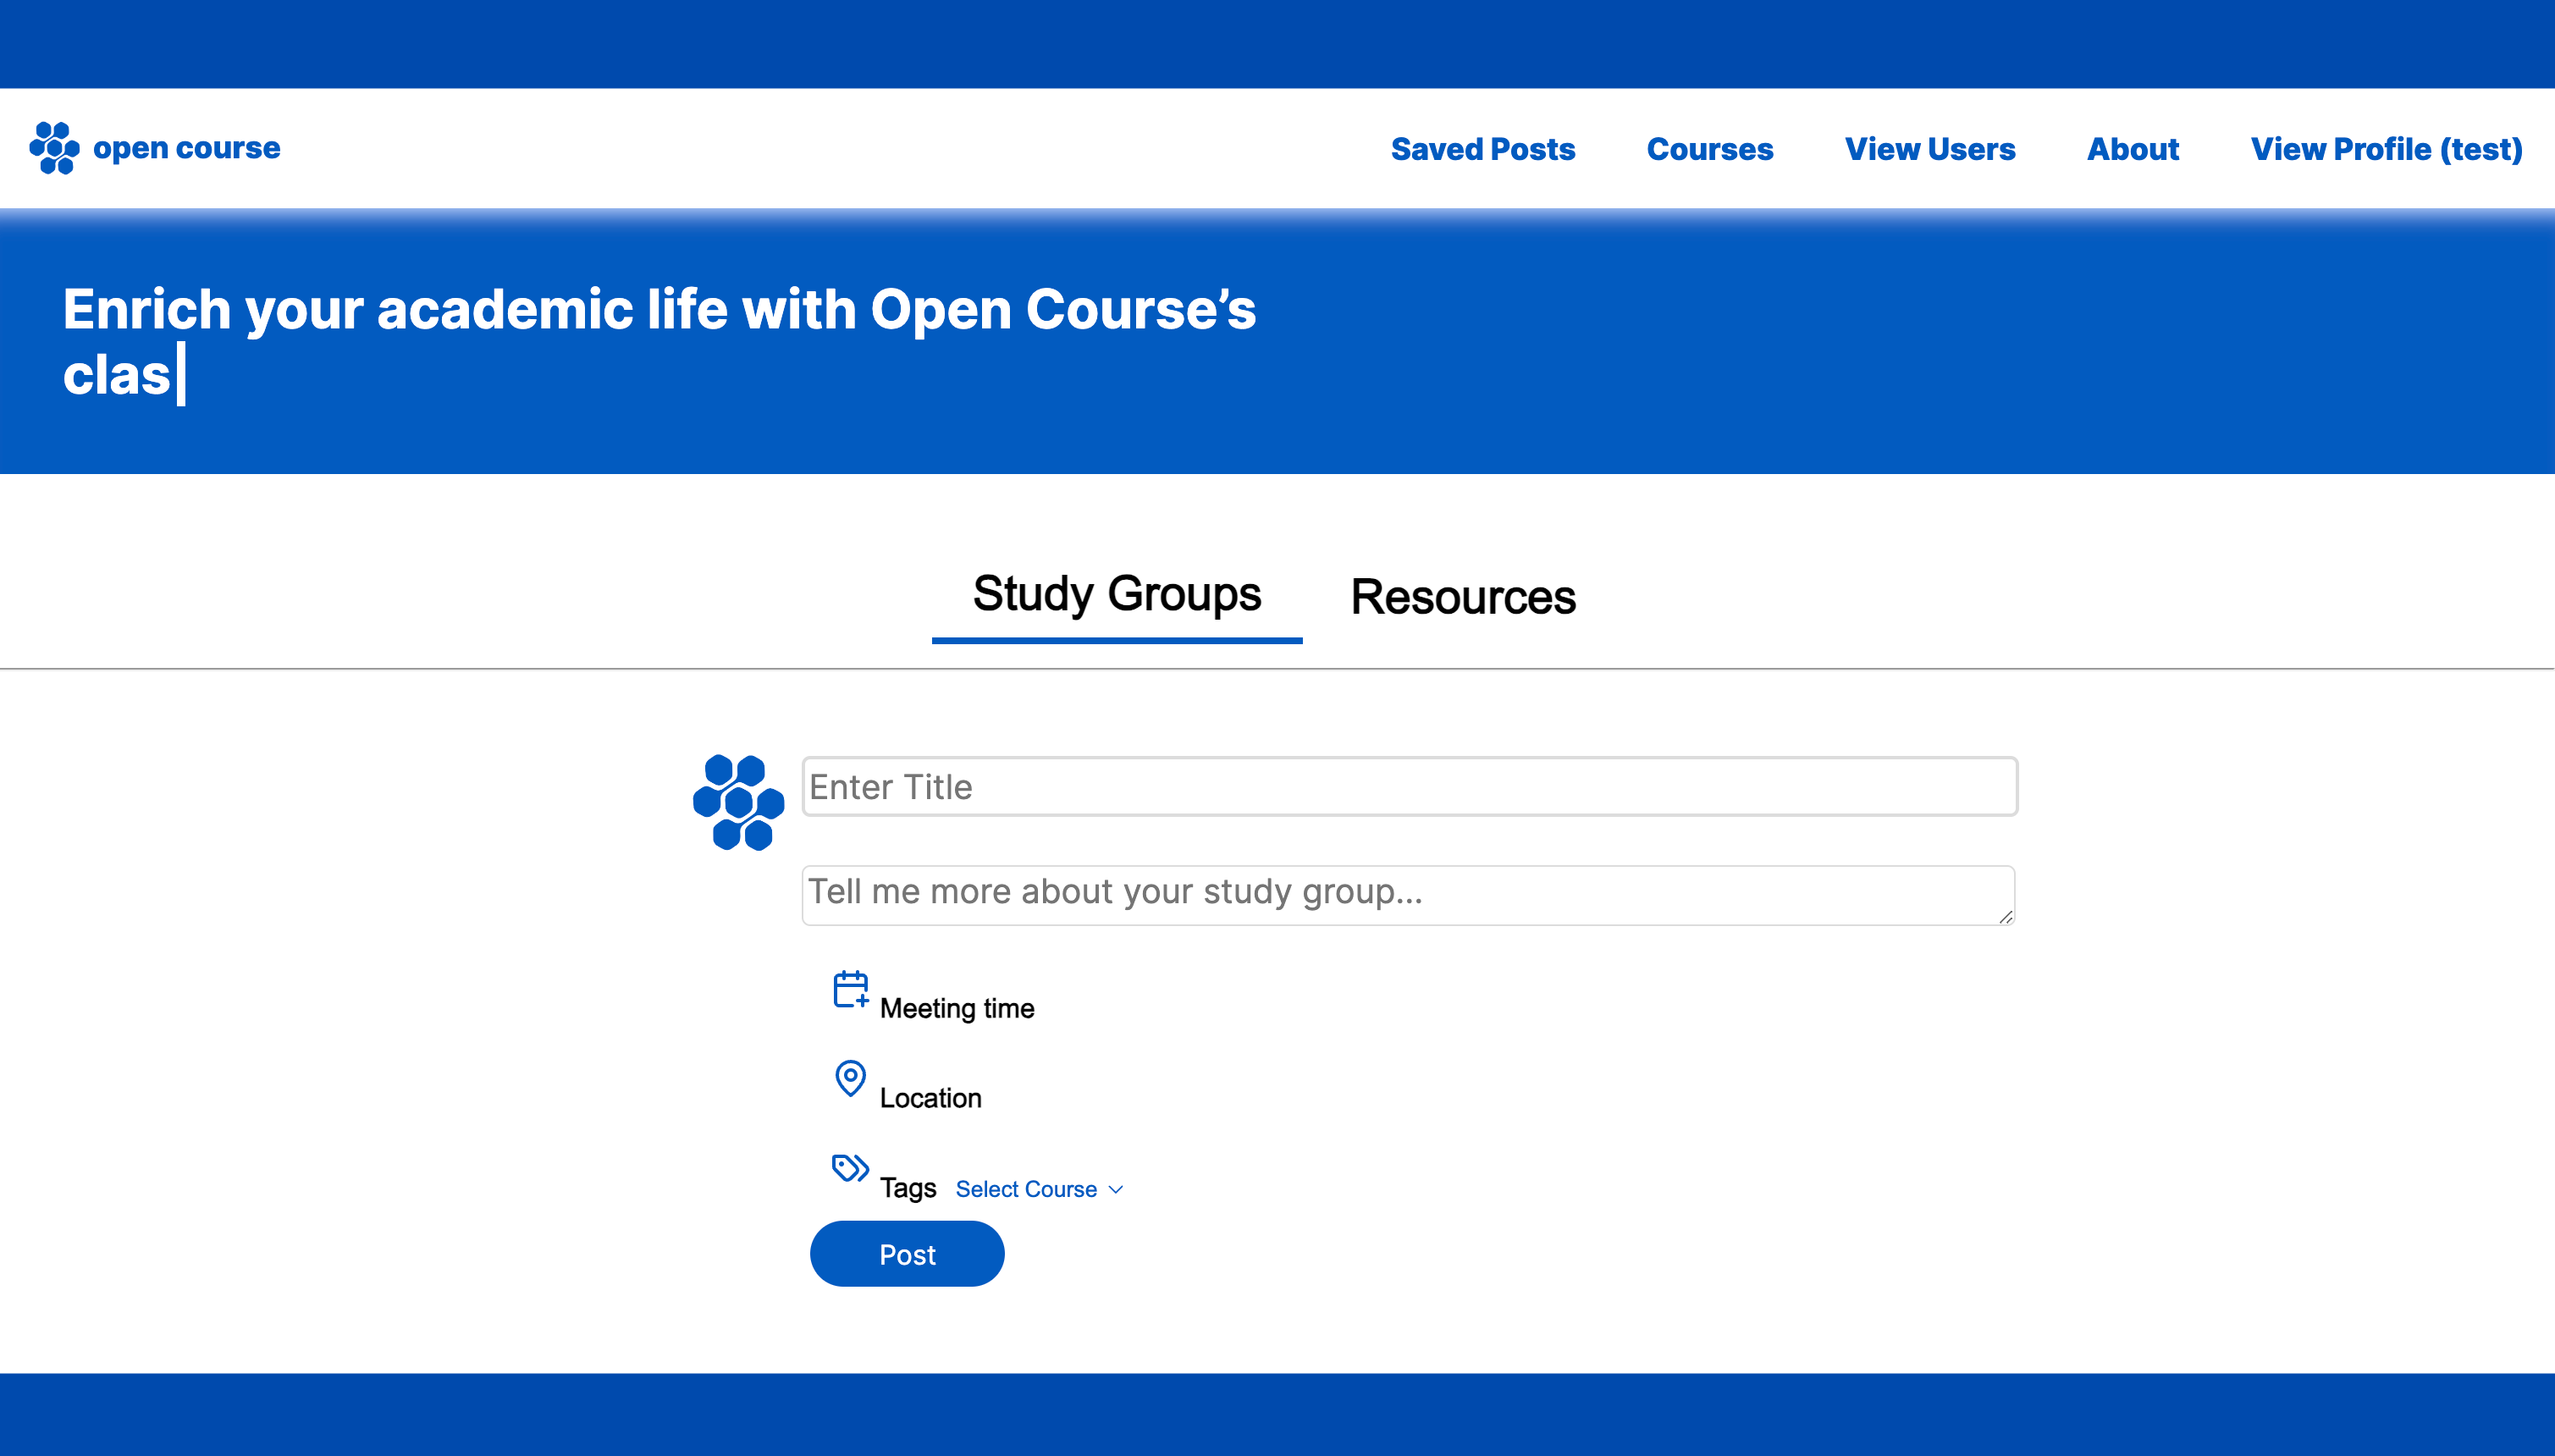 open course
Saved Posts
Courses
View Users
About
View Profile (test)
Enrich your academic life with Open Course’s
clas
Study Groups
Resources
Enter Title
Tell me more about your study group...
Meeting time
Location
Tags Select Course
Post